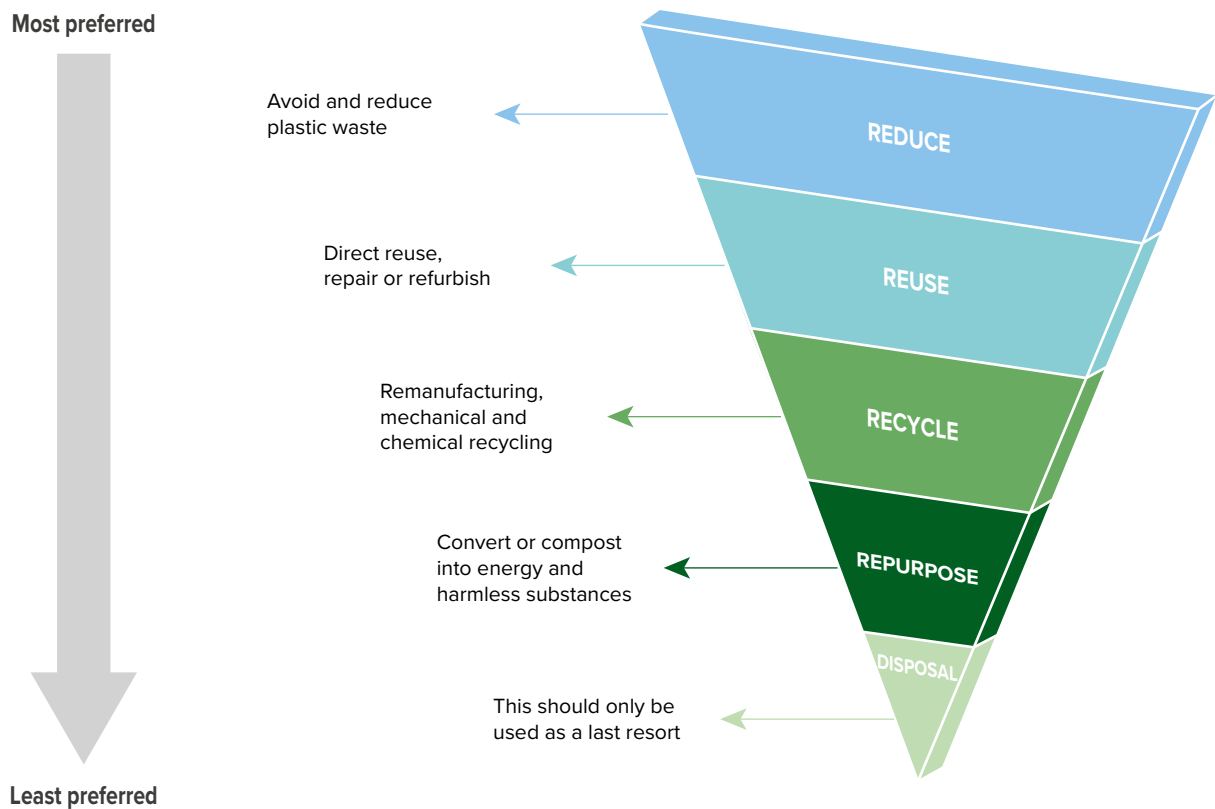 Most preferred
Avoid and reduce
plastic waste
REDUCE
Direct reuse,
repair or refurbish
REUSE
Remanufacturing,
mechanical and
chemical recycling
RECYCLE
Convert or compost
into energy and
harmless substances
REPURPOSE
DISPOSAL
This should only be
used as a last resort
Least preferred